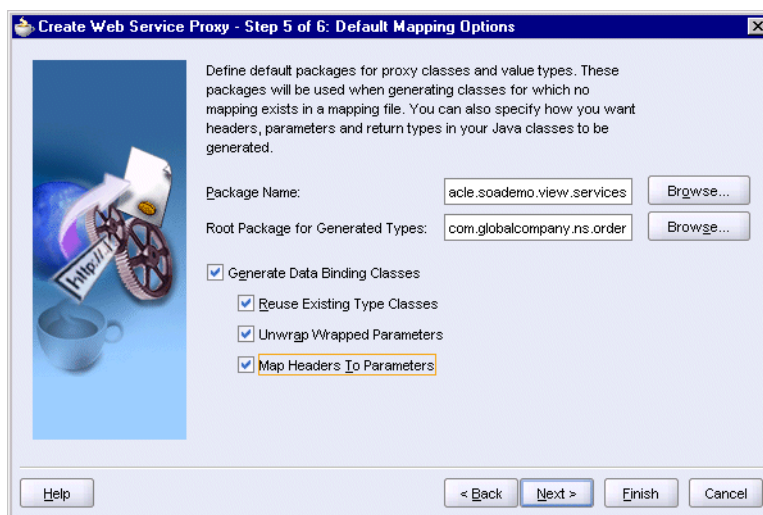 Create Web Service Proxy - Step 5 of 6: Default Mapping Options
Define default packages for proxy classes and value types. These
packages will be used when generating classes for which no
mapping exists in a mapping file. You can also specify how you want
headers, parameters and return types in your Java classes to be
generated.
Package Name: acle.soademo.view.services Browse...
Root Package for Generated Types: com.globalcompany.ns.order Browse...
Generate Data Binding Classes
Reuse Existing Type Classes
Unwrap Wrapped Parameters
Map Headers To Parameters
http://
Help < Back Next > Finish Cancel